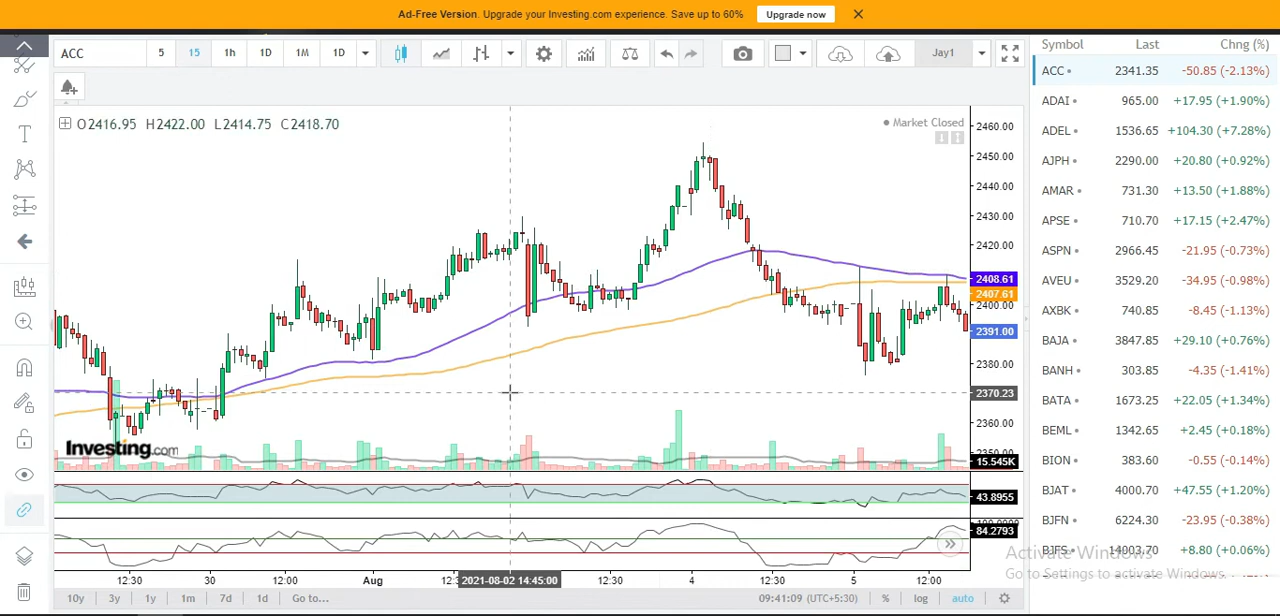 Ad-Free Version. Upgrade your Investing.com experience. Save up to 60% Upgrade now
ACC 5 15 1h 1D 1M 1D Jay1
O2416.95 H2422.00 L2414.75 C2418.70
Market Closed
2460.00
2450.00
2440.00
2430.00
2420.00
2408.61
2407.61
2400.00
2391.00
2380.00
2370.23
2360.00
15.545K
43.8955
84.2793
Investing.com
12:30 30 12:00 Aug 2021-08-02 14:45:00 12:30 4 12:30 5 12:00
10y 3y 1y 1m 7d 1d Go to... 09:41:09 (UTC+5:30) % log auto
Symbol Last Chng (%)
ACC 2341.35 -50.85 (-2.13%)
ADAI 965.00 +17.95 (+1.90%)
ADEL 1536.65 +104.30 (+7.28%)
AJPH 2290.00 +20.80 (+0.92%)
AMAR 731.30 +13.50 (+1.88%)
APSE 710.70 +17.15 (+2.47%)
ASPN 2966.45 -21.95 (-0.73%)
AVEU 3529.20 -34.95 (-0.98%)
AXBK 740.85 -8.45 (-1.13%)
BAJA 3847.85 +29.10 (+0.76%)
BANH 303.85 -4.35 (-1.41%)
BATA 1673.25 +22.05 (+1.34%)
BEML 1342.65 +2.45 (+0.18%)
BION 383.60 -0.55 (-0.14%)
BJAT 4000.70 +47.55 (+1.20%)
BJFN 6224.30 -23.95 (-0.38%)
BJFS 14003.70 +8.80 (+0.06%)
Activate Windows
Go to Settings to activate Windows.